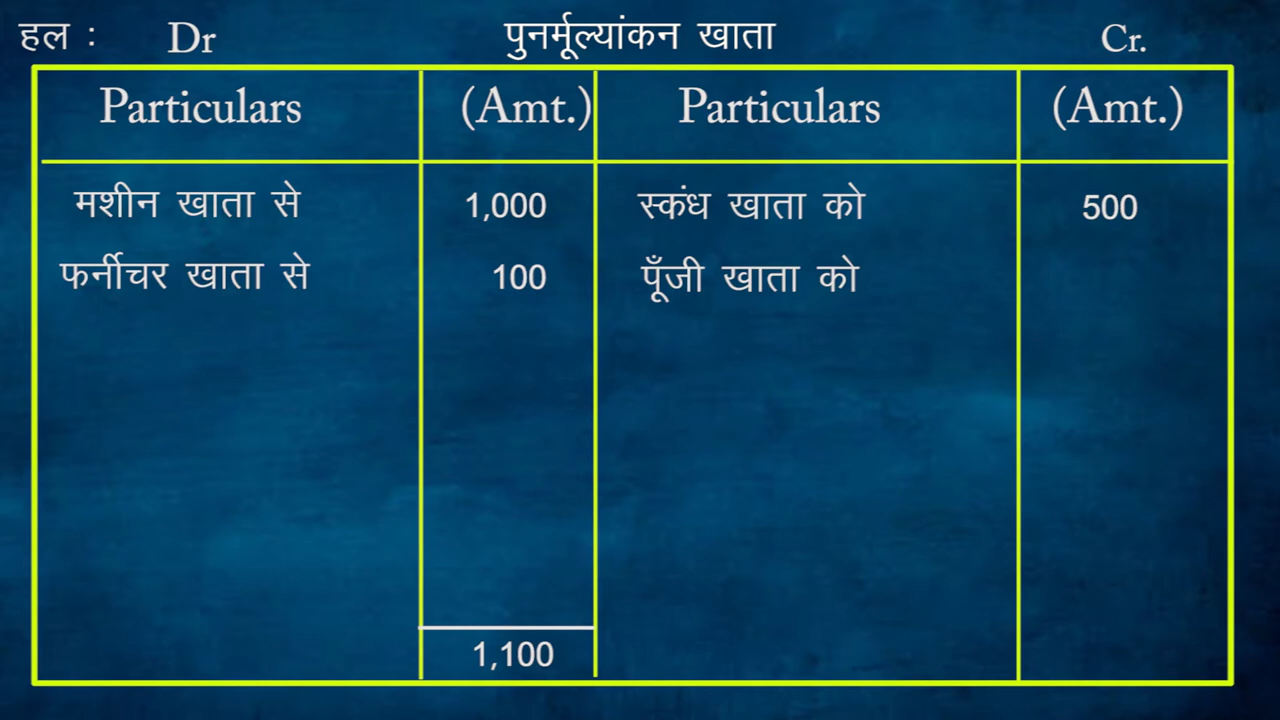 हल : Dr पुनर्मूल्यांकन खाता Cr.
Particulars (Amt.) Particulars (Amt.)
मशीन खाता से 1,000 स्कंध खाता को 500
फर्नीचर खाता से 100 पूँजी खाता को
1,100